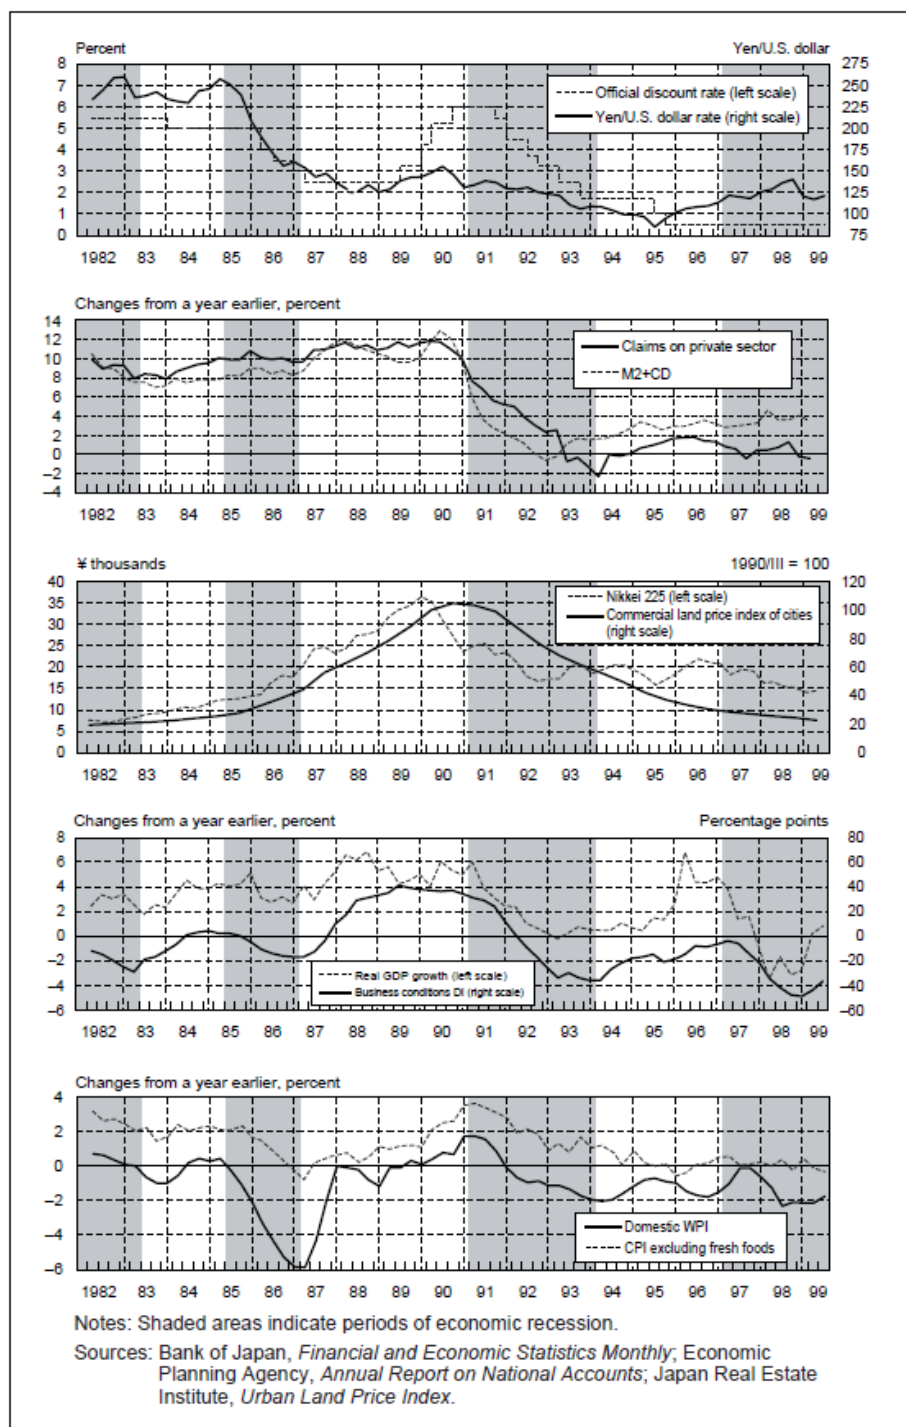 Percent Yen/U.S. dollar
8 275
7 250
6 225
5 200
4 175
3 150
2 125
1 100
0 75
Official discount rate (left scale)
Yen/U.S. dollar rate (right scale)
1982 83 84 85 86 87 88 89 90 91 92 93 94 95 96 97 98 99
Changes from a year earlier, percent
14
12
10
8
6
4
2
0
–2
–4
Claims on private sector
M2+CD
1982 83 84 85 86 87 88 89 90 91 92 93 94 95 96 97 98 99
¥ thousands 1990/III = 100
40 120
35 100
30
25 80
20 60
15 40
10
5 20
0 0
Nikkei 225 (left scale)
Commercial land price index of cities
(right scale)
1982 83 84 85 86 87 88 89 90 91 92 93 94 95 96 97 98 99
Changes from a year earlier, percent Percentage points
8 80
6 60
4 40
2 20
0 0
–2 –20
–4 –40
–6 –60
Real GDP growth (left scale)
Business conditions DI (right scale)
1982 83 84 85 86 87 88 89 90 91 92 93 94 95 96 97 98 99
Changes from a year earlier, percent
4
2
0
–2
–4
–6
Domestic WPI
CPI excluding fresh foods
1982 83 84 85 86 87 88 89 90 91 92 93 94 95 96 97 98 99
Notes: Shaded areas indicate periods of economic recession.
Sources: Bank of Japan, Financial and Economic Statistics Monthly; Economic
Planning Agency, Annual Report on National Accounts; Japan Real Estate
Institute, Urban Land Price Index.